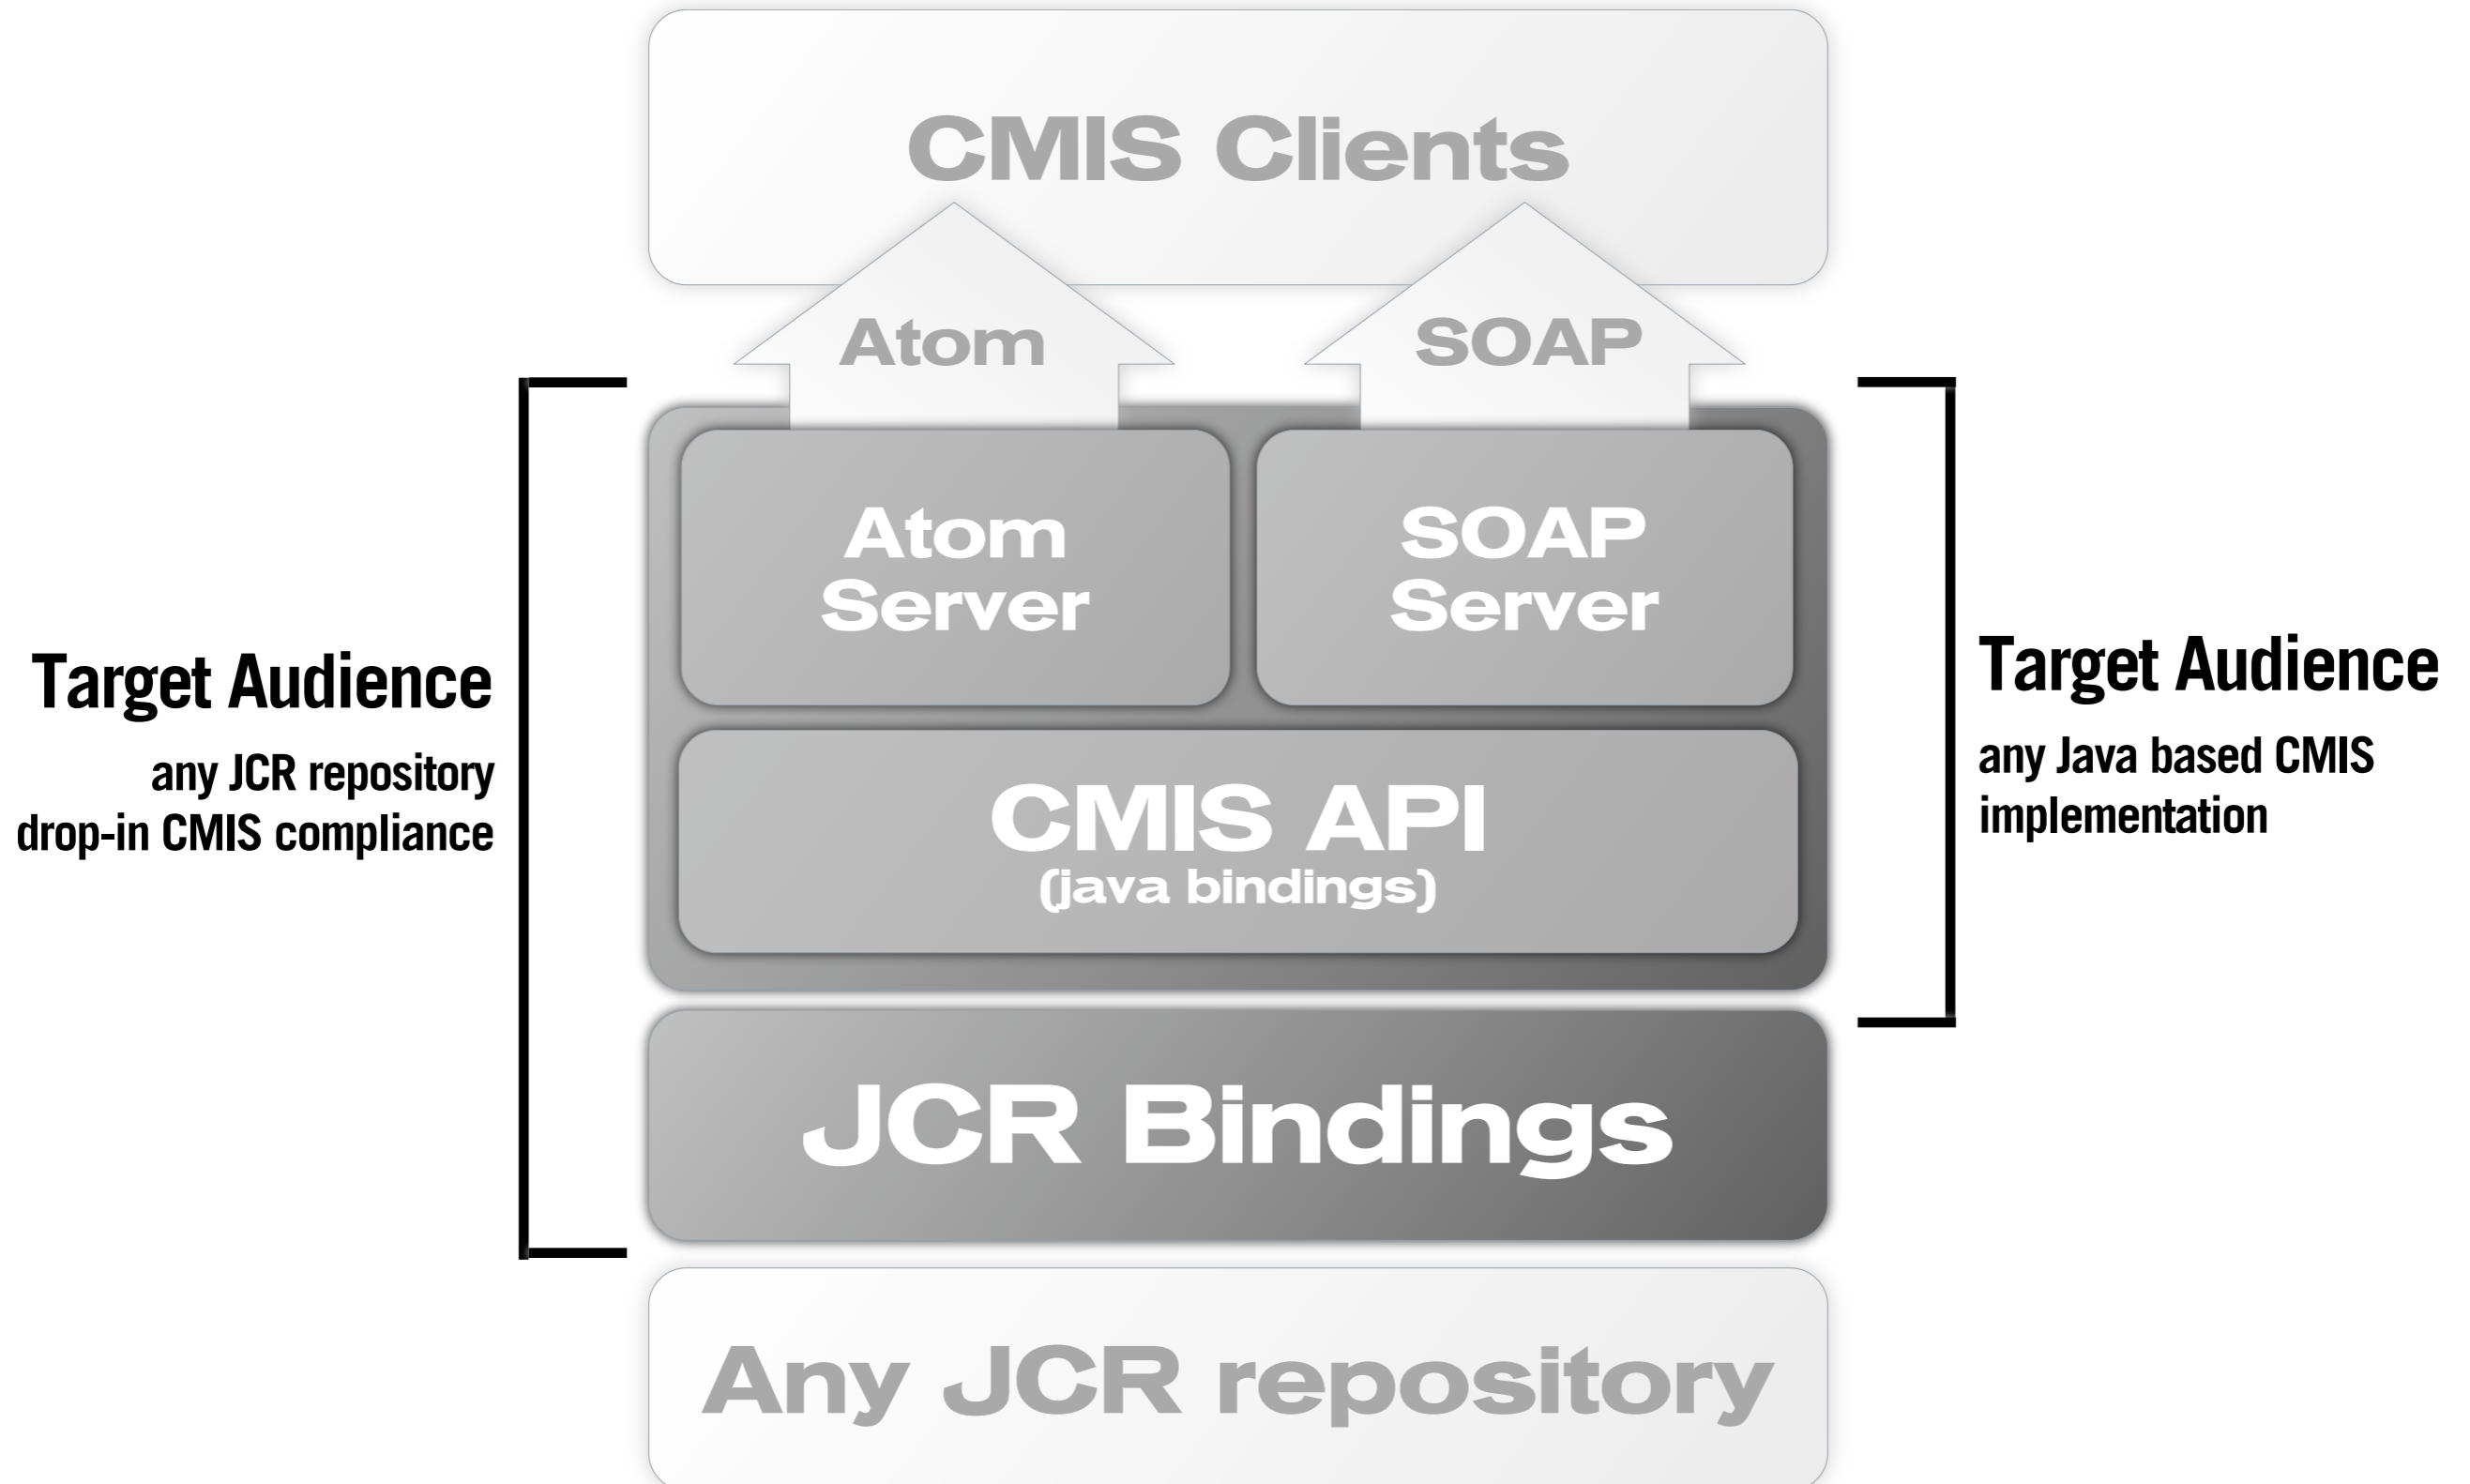 CMIS Clients
Atom
SOAP
Atom
Server
SOAP
Server
Target Audience
any JCR repository
drop-in CMIS compliance
Target Audience
any Java based CMIS
implementation
CMIS API
(java bindings)
JCR Bindings
Any JCR repository